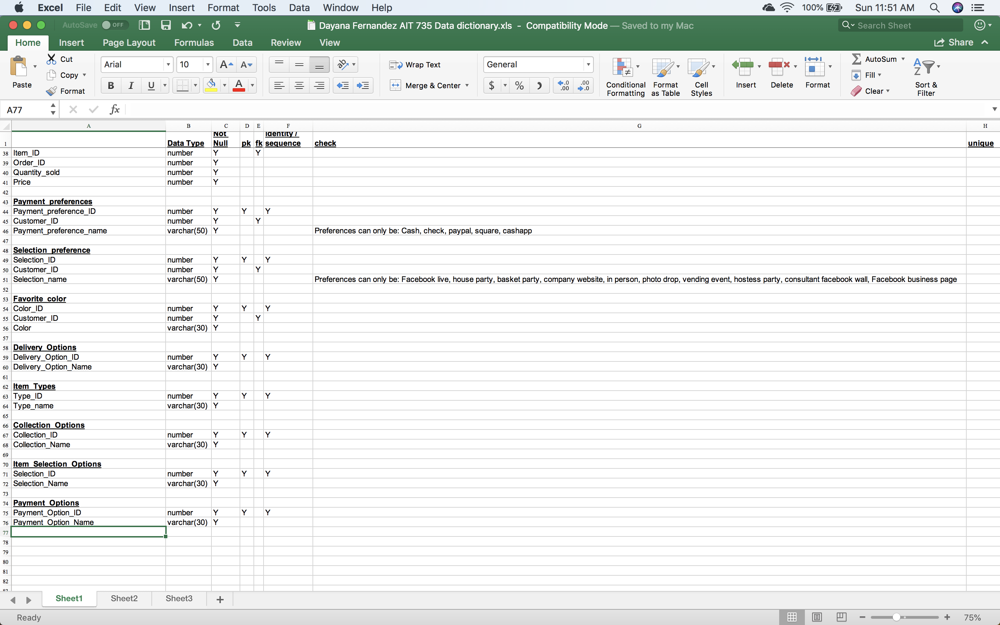 Excel File Edit View Insert Format Tools Data Window Help 100% Sun 11:51 AM
AutoSave OFF Dayana Fernandez AIT 735 Data dictionary.xls - Compatibility Mode — Saved to my Mac Search Sheet
Home Insert Page Layout Formulas Data Review View Share
Paste Cut Copy Format
Arial 10
B I U
Wrap Text
Merge & Center
General
$ % )
Conditional Formatting
Format as Table
Cell Styles
Insert Delete Format
AutoSum
Fill
Clear
Sort & Filter
A77 fx
A B C D E F G H
1 Data Type Not Null pk fk identity / sequence check unique
38 Item_ID number Y Y
39 Order_ID number Y
40 Quantity_sold number Y
41 Price number Y
42
43 Payment_preferences
44 Payment_preference_ID number Y Y Y
45 Customer_ID number Y Y
46 Payment_preference_name varchar(50) Y Preferences can only be: Cash, check, paypal, square, cashapp
47
48 Selection_preference
49 Selection_ID number Y Y Y
50 Customer_ID number Y Y
51 Selection_name varchar(50) Y Preferences can only be: Facebook live, house party, basket party, company website, in person, photo drop, vending event, hostess party, consultant facebook wall, Facebook business page
52
53 Favorite_color
54 Color_ID number Y Y Y
55 Customer_ID number Y Y
56 Color varchar(30) Y
57
58 Delivery_Options
59 Delivery_Option_ID number Y Y Y
60 Delivery_Option_Name varchar(30) Y
61
62 Item_Types
63 Type_ID number Y Y Y
64 Type_name varchar(30) Y
65
66 Collection_Options
67 Collection_ID number Y Y Y
68 Collection_Name varchar(30) Y
69
70 Item_Selection_Options
71 Selection_ID number Y Y Y
72 Selection_Name varchar(30) Y
73
74 Payment_Options
75 Payment_Option_ID number Y Y Y
76 Payment_Option_Name varchar(30) Y
77
78
79
80
81
82
Sheet1 Sheet2 Sheet3 +
Ready 75%